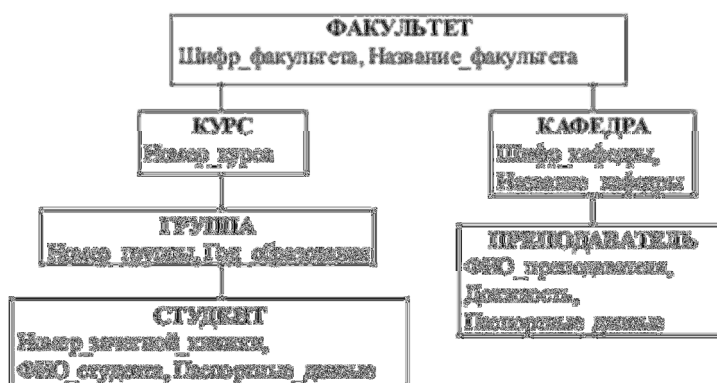 ФАКУЛЬТЕТ
Шифр_факультета, Название_факультета
КУРС
Номер_курса
ГРУППА
Номер_группы, Год_образования
СТУДЕНТ
Номер_зачетной_книжки,
ФИО_студента, Паспортные_данные
КАФЕДРА
Шифр_кафедры,
Название_кафедры
ПРЕПОДАВАТЕЛЬ
ФИО_преподавателя,
Должность,
Паспортные_данные